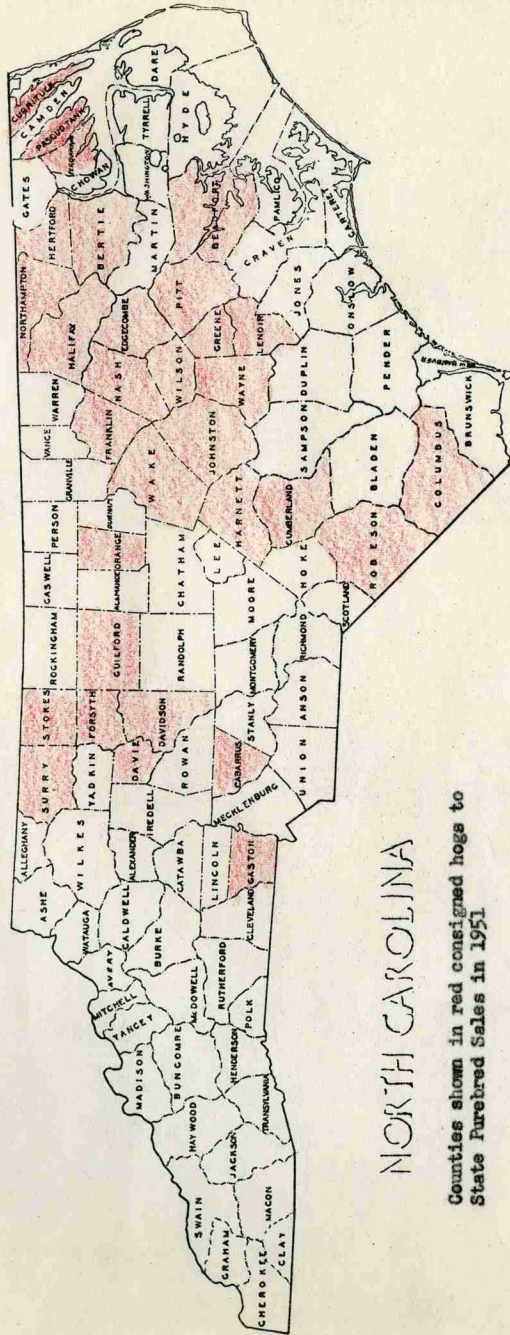 CHEROKEE
GRAHAM
SWAIN
CLAY
MACON
JACKSON
HAYWOOD
TRANSYLVANIA
MADISON
BUNCOMRE
HENDERSON
YANCEY
MITCHELL
AVERY
McDOWELL
POLK
RUTHERFORD
WATAUGA
ASHE
CALDWELL
BURKE
CLEVELAND
ALLEGHANY
WILKES
ALEXANDER
CATAWBA
LINCOLN
GASTON
SURRY
YADKIN
IREDELL
MECKLENBURG
STOKES
FORSYTH
DAVIE
DAVIDSON
ROWAN
CABARRUS
STANLY
UNION
ANSON
ROCKINGHAM
GUILFORD
RANDOLPH
MONTGOMERY
RICHMOND
CASWELL
ALAMANCE
ORANGE
CHATHAM
LEE
MOORE
HOKE
SCOTLAND
PERSON
DURHAM
GRANVILLE
VANCE
WARREN
FRANKLIN
WAKE
HARNETT
JOHNSTON
CUMBERLAND
SAMPSON
ROBESON
BLADEN
COLUMBUS
BRUNSWICK
NEW HANOVER
PENDER
DUPLIN
ONSLOW
JONES
LENOIR
WAYNE
GREENE
WILSON
NASH
EDGECOMBE
HALIFAX
NORTHAMPTON
HERTFORD
BERTIE
MARTIN
PITT
BEAUFORT
CRAVEN
PAMLICO
CARTERET
GATES
CHOWAN
PERQUIMANS
PASQUOTANK
CAMDEN
CURRITUCK
WASHINGTON
TYRRELL
DARE
HYDE
NORTH CAROLINA
Counties shown in red consigned hogs to
State Purebred Sales in 1951